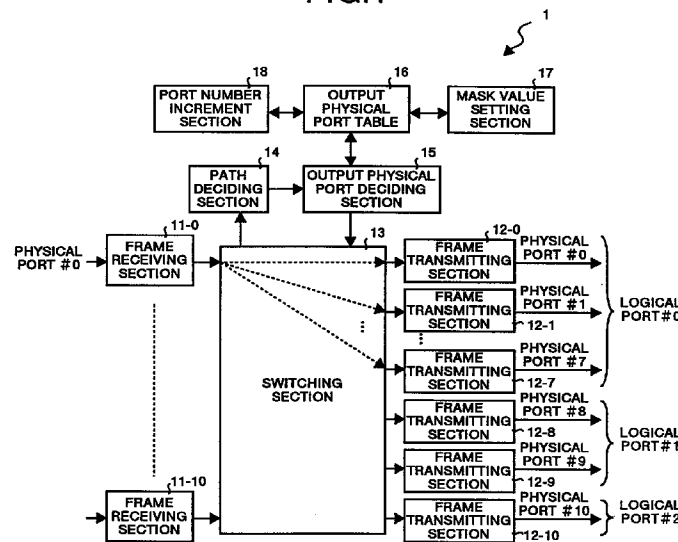 1
18
16
17
PORT NUMBER
INCREMENT
SECTION
OUTPUT
PHYSICAL
PORT TABLE
MASK VALUE
SETTING
SECTION
14
15
PATH
DECIDING
SECTION
OUTPUT PHYSICAL
PORT DECIDING
SECTION
11-0
13
12-0
PHYSICAL
PORT #0
FRAME
RECEIVING
SECTION
FRAME
TRANSMITTING
SECTION
PHYSICAL
PORT #0
FRAME
TRANSMITTING
SECTION
12-1
PHYSICAL
PORT #1
LOGICAL
PORT#0
FRAME
TRANSMITTING
SECTION
12-7
PHYSICAL
PORT #7
SWITCHING
SECTION
FRAME
TRANSMITTING
SECTION
12-8
PHYSICAL
PORT #8
LOGICAL
PORT#1
FRAME
TRANSMITTING
SECTION
12-9
PHYSICAL
PORT #9
11-10
FRAME
RECEIVING
SECTION
FRAME
TRANSMITTING
SECTION
12-10
PHYSICAL
PORT #10
LOGICAL
PORT#2